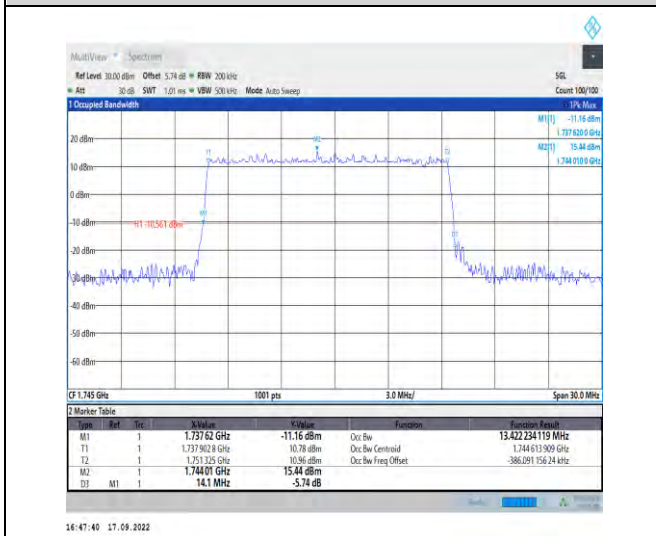 MultiView Spectrum
Ref Level 30.00 dBm Offset 5.74 dB RBW 200 kHz SGL
Att 30 dB SWT 1.01 ms VBW 500 kHz Mode Auto Sweep Count 100/100
1 Occupied Bandwidth 1Pk Max
M1[1] -11.16 dBm
1.737 620 0 GHz
M2[1] 15.44 dBm
1.744 010 0 GHz
20 dBm
M2
T1 T2
10 dBm
0 dBm
M1
-10 dBm
H1 -10.561 dBm
D3
-20 dBm
-30 dBm
-40 dBm
-50 dBm
-60 dBm
CF 1.745 GHz 1001 pts 3.0 MHz/ Span 30.0 MHz
2 Marker Table
Type Ref Trc X-Value Y-Value Function Function Result
M1 1 1.737 62 GHz -11.16 dBm Occ Bw 13.422 234 119 MHz
T1 1 1.737 902 8 GHz 10.78 dBm Occ Bw Centroid 1.744 613 909 GHz
T2 1 1.751 325 GHz 10.96 dBm Occ Bw Freq Offset -386.091 156 24 kHz
M2 1 1.744 01 GHz 15.44 dBm
D3 M1 1 14.1 MHz -5.74 dB
16:47:40 17.09.2022